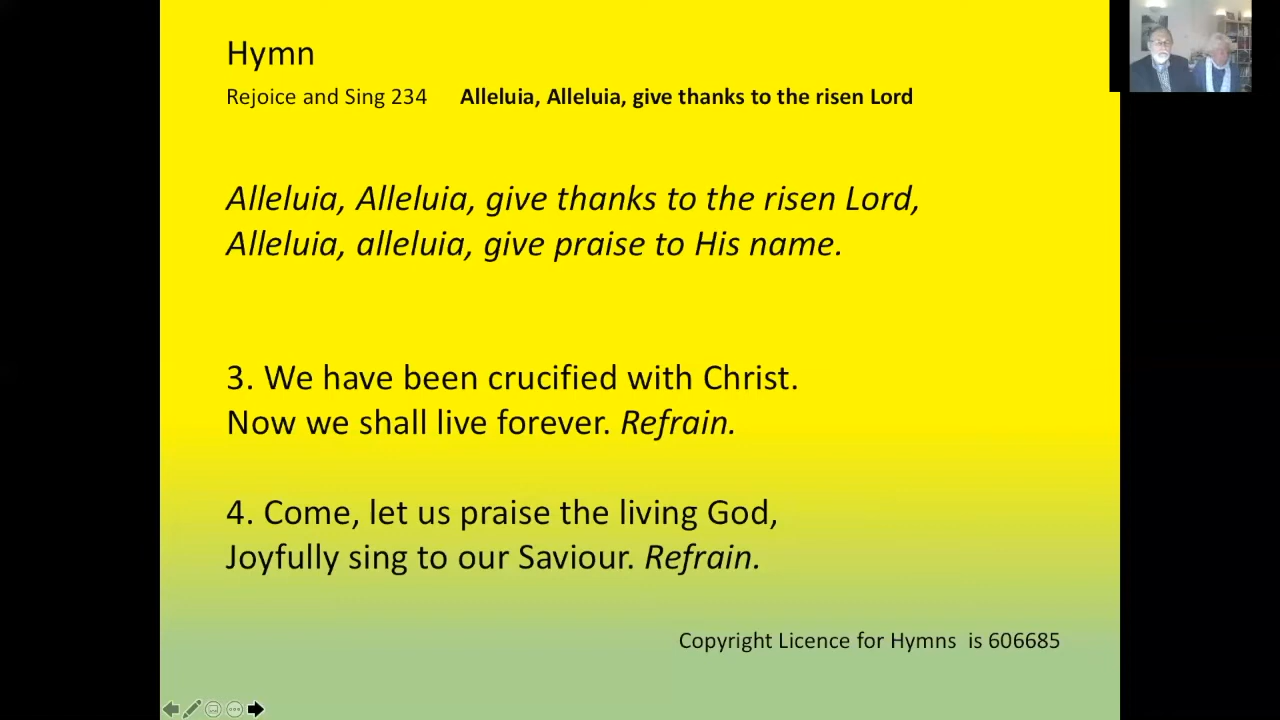 Hymn
Rejoice and Sing 234 Alleluia, Alleluia, give thanks to the risen Lord
Alleluia, Alleluia, give thanks to the risen Lord,
Alleluia, alleluia, give praise to His name.
3. We have been crucified with Christ.
Now we shall live forever. Refrain.
4. Come, let us praise the living God,
Joyfully sing to our Saviour. Refrain.
Copyright Licence for Hymns is 606685